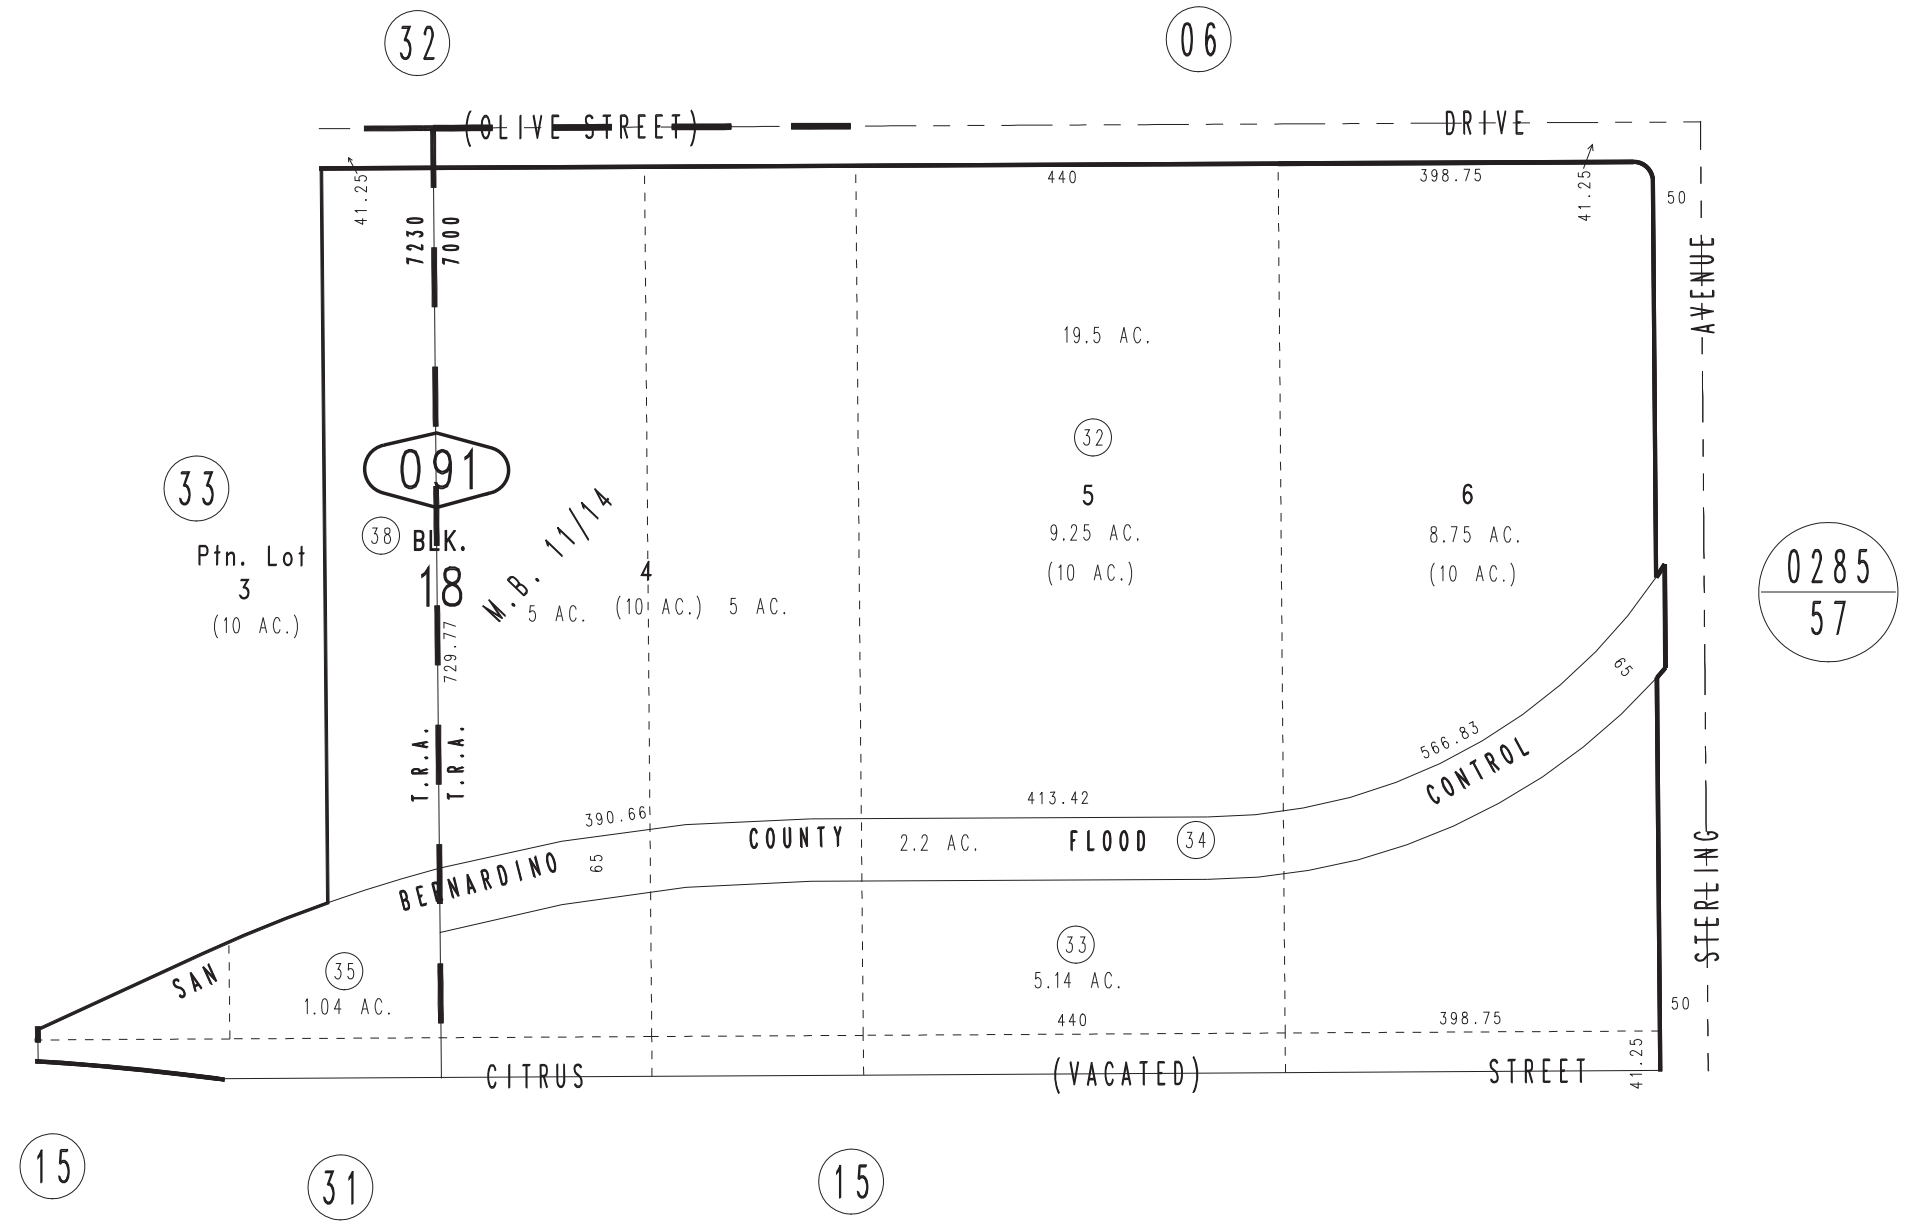 32
06
(OLIVE STREET)
DRIVE
41.25
440
398.75
41.25
50
7230
7000
AVENUE
19.5 AC.
32
091
33
38
BLK.
18
M.B. 11/14
Ptn. Lot
3
(10 AC.)
4
5 AC.
(10 AC.)
5 AC.
5
9.25 AC.
(10 AC.)
6
8.75 AC.
(10 AC.)
0285
57
729.77
65
T.R.A.
T.R.A.
566.83
CONTROL
390.66
413.42
COUNTY
2.2 AC.
FLOOD
34
BERNARDINO
65
STERLING
SAN
35
1.04 AC.
33
5.14 AC.
440
398.75
50
41.25
CITRUS
(VACATED)
STREET
15
31
15